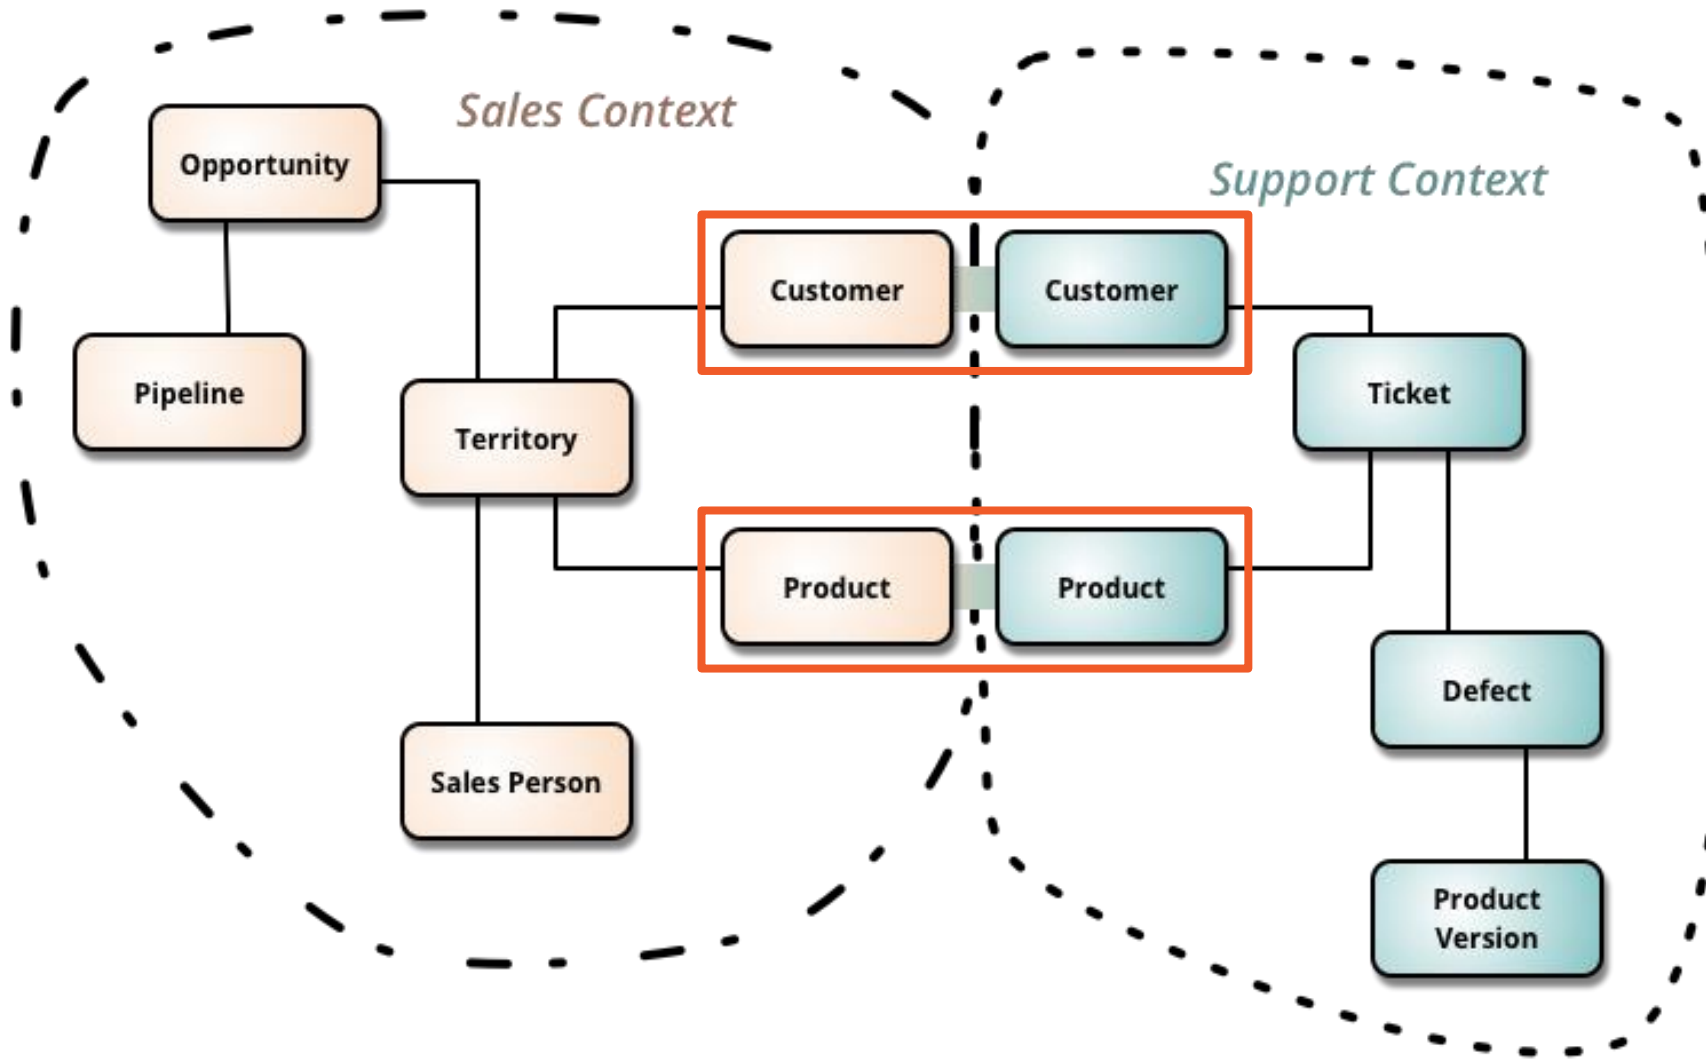 Sales Context
Opportunity
Support Context
Customer
Customer
Pipeline
Ticket
Territory
Product
Product
Defect
Sales Person
Product
Version